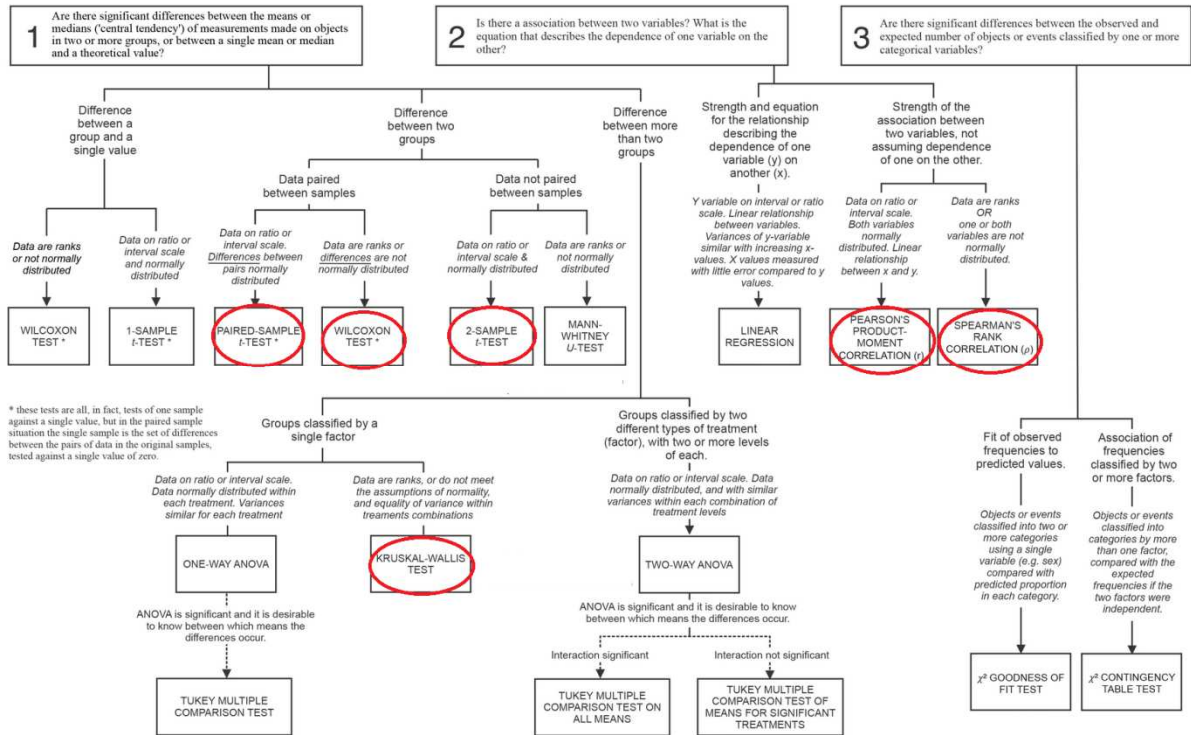 1
Are there significant differences between the means or
medians ('central tendency') of measurements made on objects
in two or more groups, or between a single mean or median
and a theoretical value?
2
Is there a association between two variables? What is the
equation that describes the dependence of one variable on the
other?
3
Are there significant differences between the observed and
expected number of objects or events classified by one or more
categorical variables?
Difference
between a
group and a
single value
Difference
between two
groups
Difference
between more
than two
groups
Strength and equation
for the relationship
describing the
dependence of one
variable (y) on
another (x).
Strength of the
association between
two variables, not
assuming dependence
of one on the other.
Data paired
between samples
Data not paired
between samples
Data are ranks
or not normally
distributed
Data on ratio or
interval scale
and normally
distributed
Data on ratio or
interval scale.
Differences between
pairs normally
distributed
Data are ranks or
differences are not
normally distributed
Data on ratio or
interval scale &
normally distributed
Data are ranks or
not normally
distributed
Y variable on interval or ratio
scale. Linear relationship
between variables.
Variances of y-variable
similar with increasing x-
values. X values measured
with little error compared to y
values.
Data on ratio or
interval scale.
Both variables
normally
distributed. Linear
relationship
between x and y.
Data are ranks
OR
one or both
variables are not
normally
distributed.
WILCOXON
TEST *
1-SAMPLE
t-TEST *
PAIRED-SAMPLE
t-TEST *
WILCOXON
TEST *
2-SAMPLE
t-TEST
MANN-
WHITNEY
U-TEST
LINEAR
REGRESSION
PEARSON'S
PRODUCT-
MOMENT
CORRELATION (r)
SPEARMAN'S
RANK
CORRELATION (ρ)
* these tests are all, in fact, tests of one sample
against a single value, but in the paired sample
situation the single sample is the set of differences
between the pairs of data in the original samples,
tested against a single value of zero.
Groups classified by a
single factor
Groups classified by two
different types of treatment
(factor), with two or more levels
of each.
Fit of observed
frequencies to
predicted values.
Association of
frequencies
classified by two
or more factors.
Data on ratio or interval scale.
Data normally distributed within
each treatment. Variances
similar for each treatment
Data are ranks, or do not meet
the assumptions of normality,
and equality of variance within
treaments combinations
Data on ratio or interval scale. Data
normally distributed, and with similar
variances within each combination of
treatment levels
Objects or events
classified into two or
more categories
using a single
variable (e.g. sex)
compared with
predicted proportion
in each category.
Objects or events
classified into
categories by more
than one factor,
compared with the
expected
frequencies if the
two factors were
independent.
ONE-WAY ANOVA
KRUSKAL-WALLIS
TEST
TWO-WAY ANOVA
ANOVA is significant and it is desirable
to know between which means the
differences occur.
ANOVA is significant and it is desirable to know
between which means the differences occur.
Interaction significant
Interaction not significant
TUKEY MULTIPLE
COMPARISON TEST
TUKEY MULTIPLE
COMPARISON TEST ON
ALL MEANS
TUKEY MULTIPLE
COMPARISON TEST OF
MEANS FOR SIGNIFICANT
TREATMENTS
χ² GOODNESS OF
FIT TEST
χ² CONTINGENCY
TABLE TEST